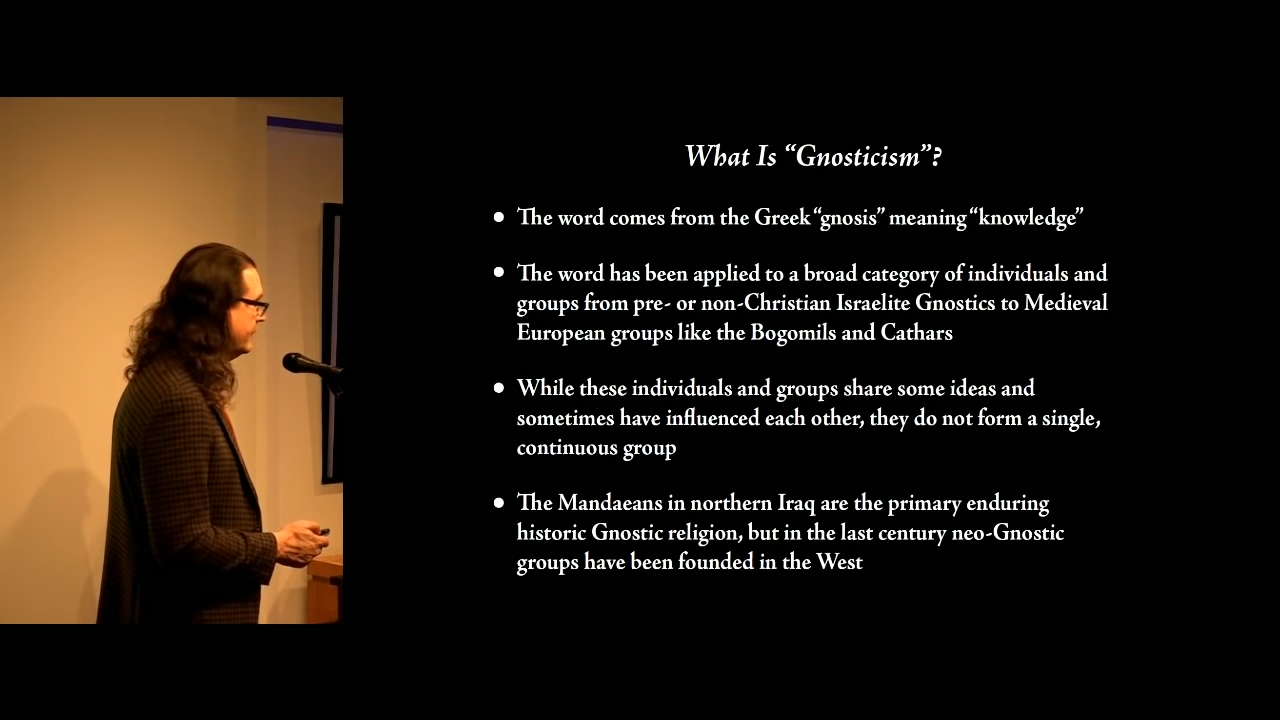 What Is “Gnosticism”?
• The word comes from the Greek “gnosis” meaning “knowledge”
• The word has been applied to a broad category of individuals and
groups from pre- or non-Christian Israelite Gnostics to Medieval
European groups like the Bogomils and Cathars
• While these individuals and groups share some ideas and
sometimes have influenced each other, they do not form a single,
continuous group
• The Mandaeans in northern Iraq are the primary enduring
historic Gnostic religion, but in the last century neo-Gnostic
groups have been founded in the West